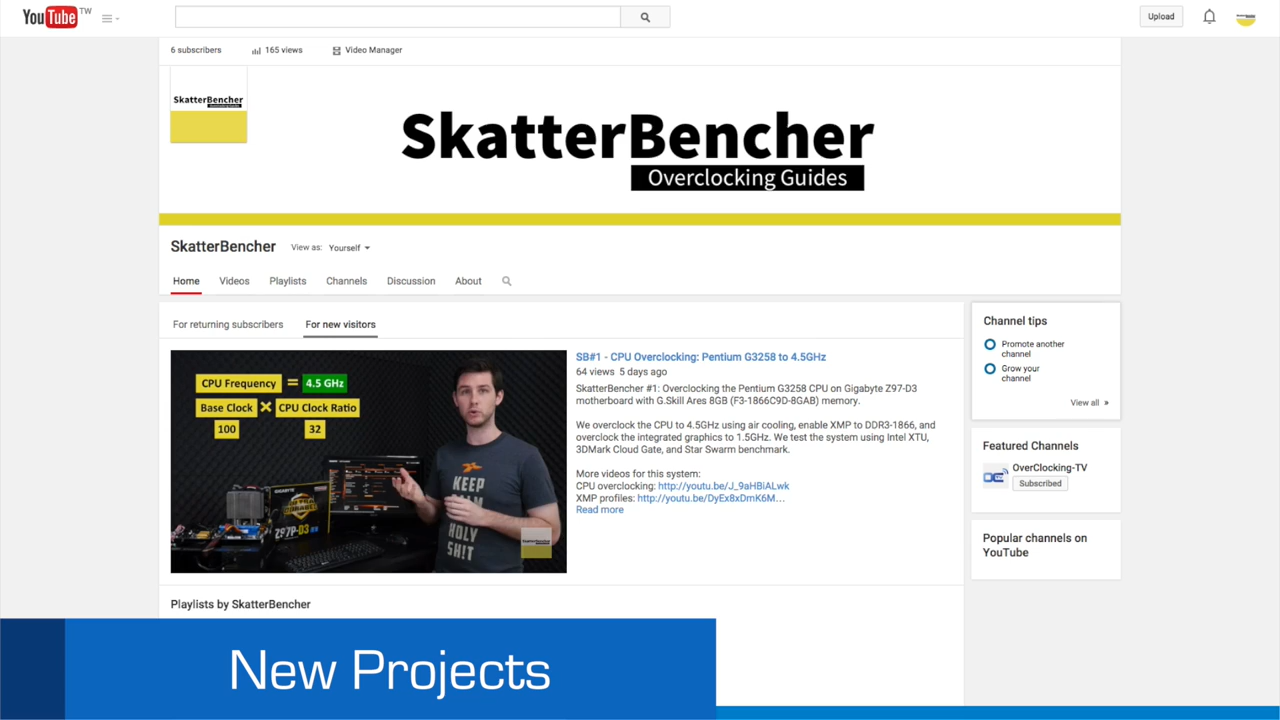 YouTube TW
Upload
6 subscribers
165 views
Video Manager
SkatterBencher
SkatterBencher
Overclocking Guides
SkatterBencher
View as: Yourself
Home
Videos
Playlists
Channels
Discussion
About
For returning subscribers
For new visitors
CPU Frequency = 4.5 GHz
Base Clock × CPU Clock Ratio
100
32
GIGABYTE
Z97P-D3
KEEP
HOLY
SH!T
SB#1 - CPU Overclocking: Pentium G3258 to 4.5GHz
64 views 5 days ago
SkatterBencher #1: Overclocking the Pentium G3258 CPU on Gigabyte Z97-D3
motherboard with G.Skill Ares 8GB (F3-1866C9D-8GAB) memory.
We overclock the CPU to 4.5GHz using air cooling, enable XMP to DDR3-1866, and
overclock the integrated graphics to 1.5GHz. We test the system using Intel XTU,
3DMark Cloud Gate, and Star Swarm benchmark.
More videos for this system:
CPU overclocking: http://youtu.be/J_9aHBiALwk
XMP profiles: http://youtu.be/DyEx8xDmK6M...
Read more
Channel tips
Promote another
channel
Grow your
channel
View all »
Featured Channels
OverClocking-TV
Subscribed
Popular channels on
YouTube
Playlists by SkatterBencher
New Projects